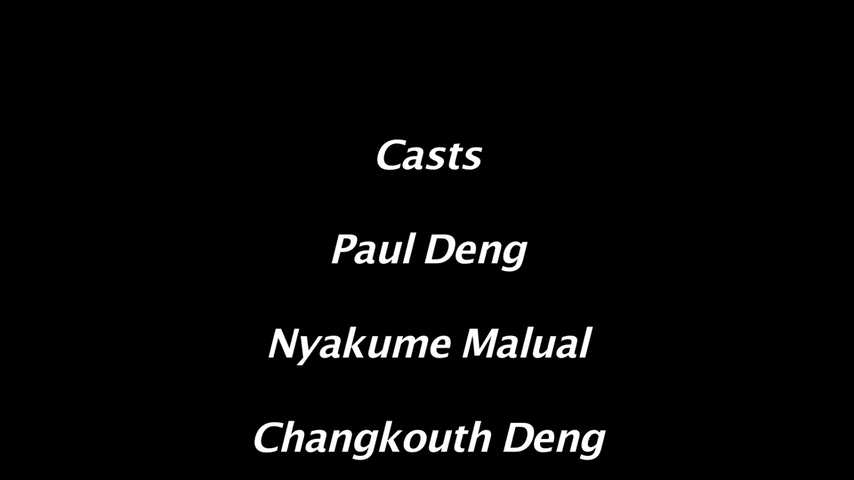 Casts
Paul Deng
Nyakume Malual
Changkouth Deng